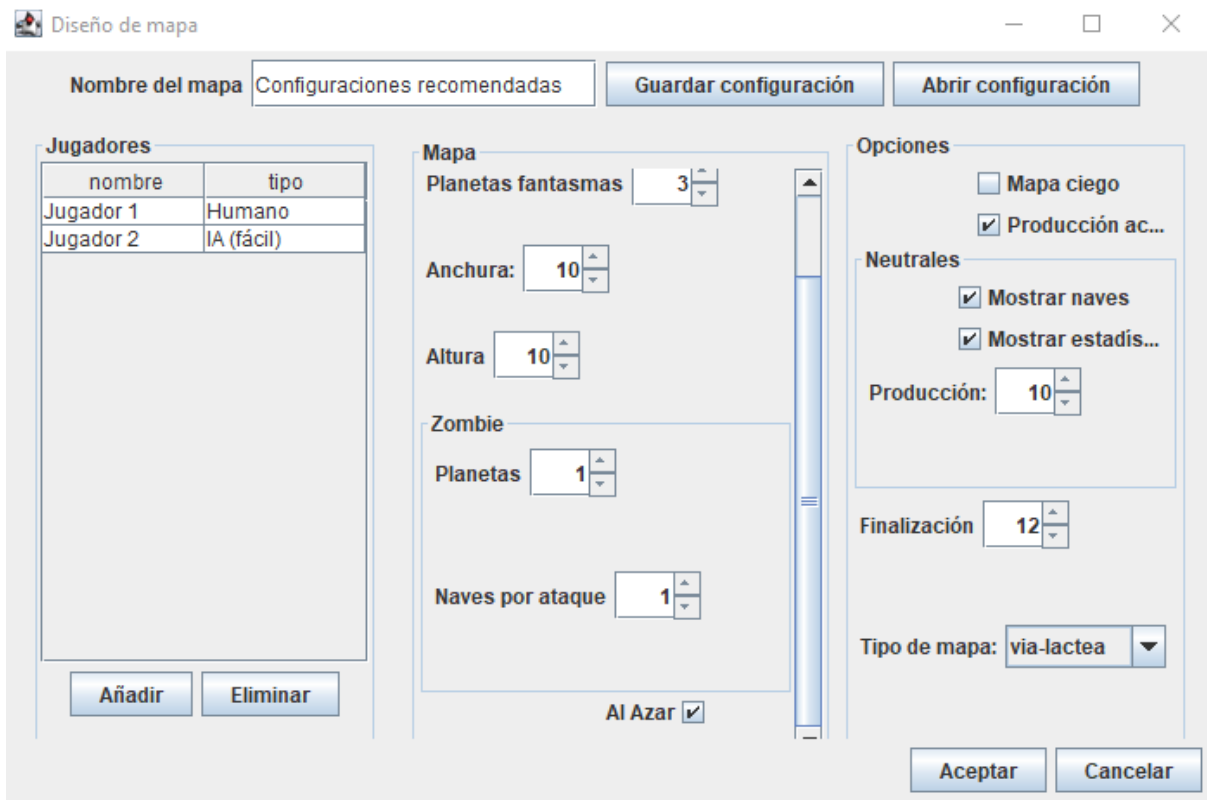 Diseño de mapa
Nombre del mapa Configuraciones recomendadas Guardar configuración Abrir configuración
Jugadores
nombre tipo
Jugador 1 Humano
Jugador 2 IA (fácil)
Añadir Eliminar
Mapa
Planetas fantasmas 3
Anchura: 10
Altura 10
Zombie
Planetas 1
Naves por ataque 1
Al Azar
Opciones
Mapa ciego
Producción ac...
Neutrales
Mostrar naves
Mostrar estadís...
Producción: 10
Finalización 12
Tipo de mapa: via-lactea
Aceptar Cancelar